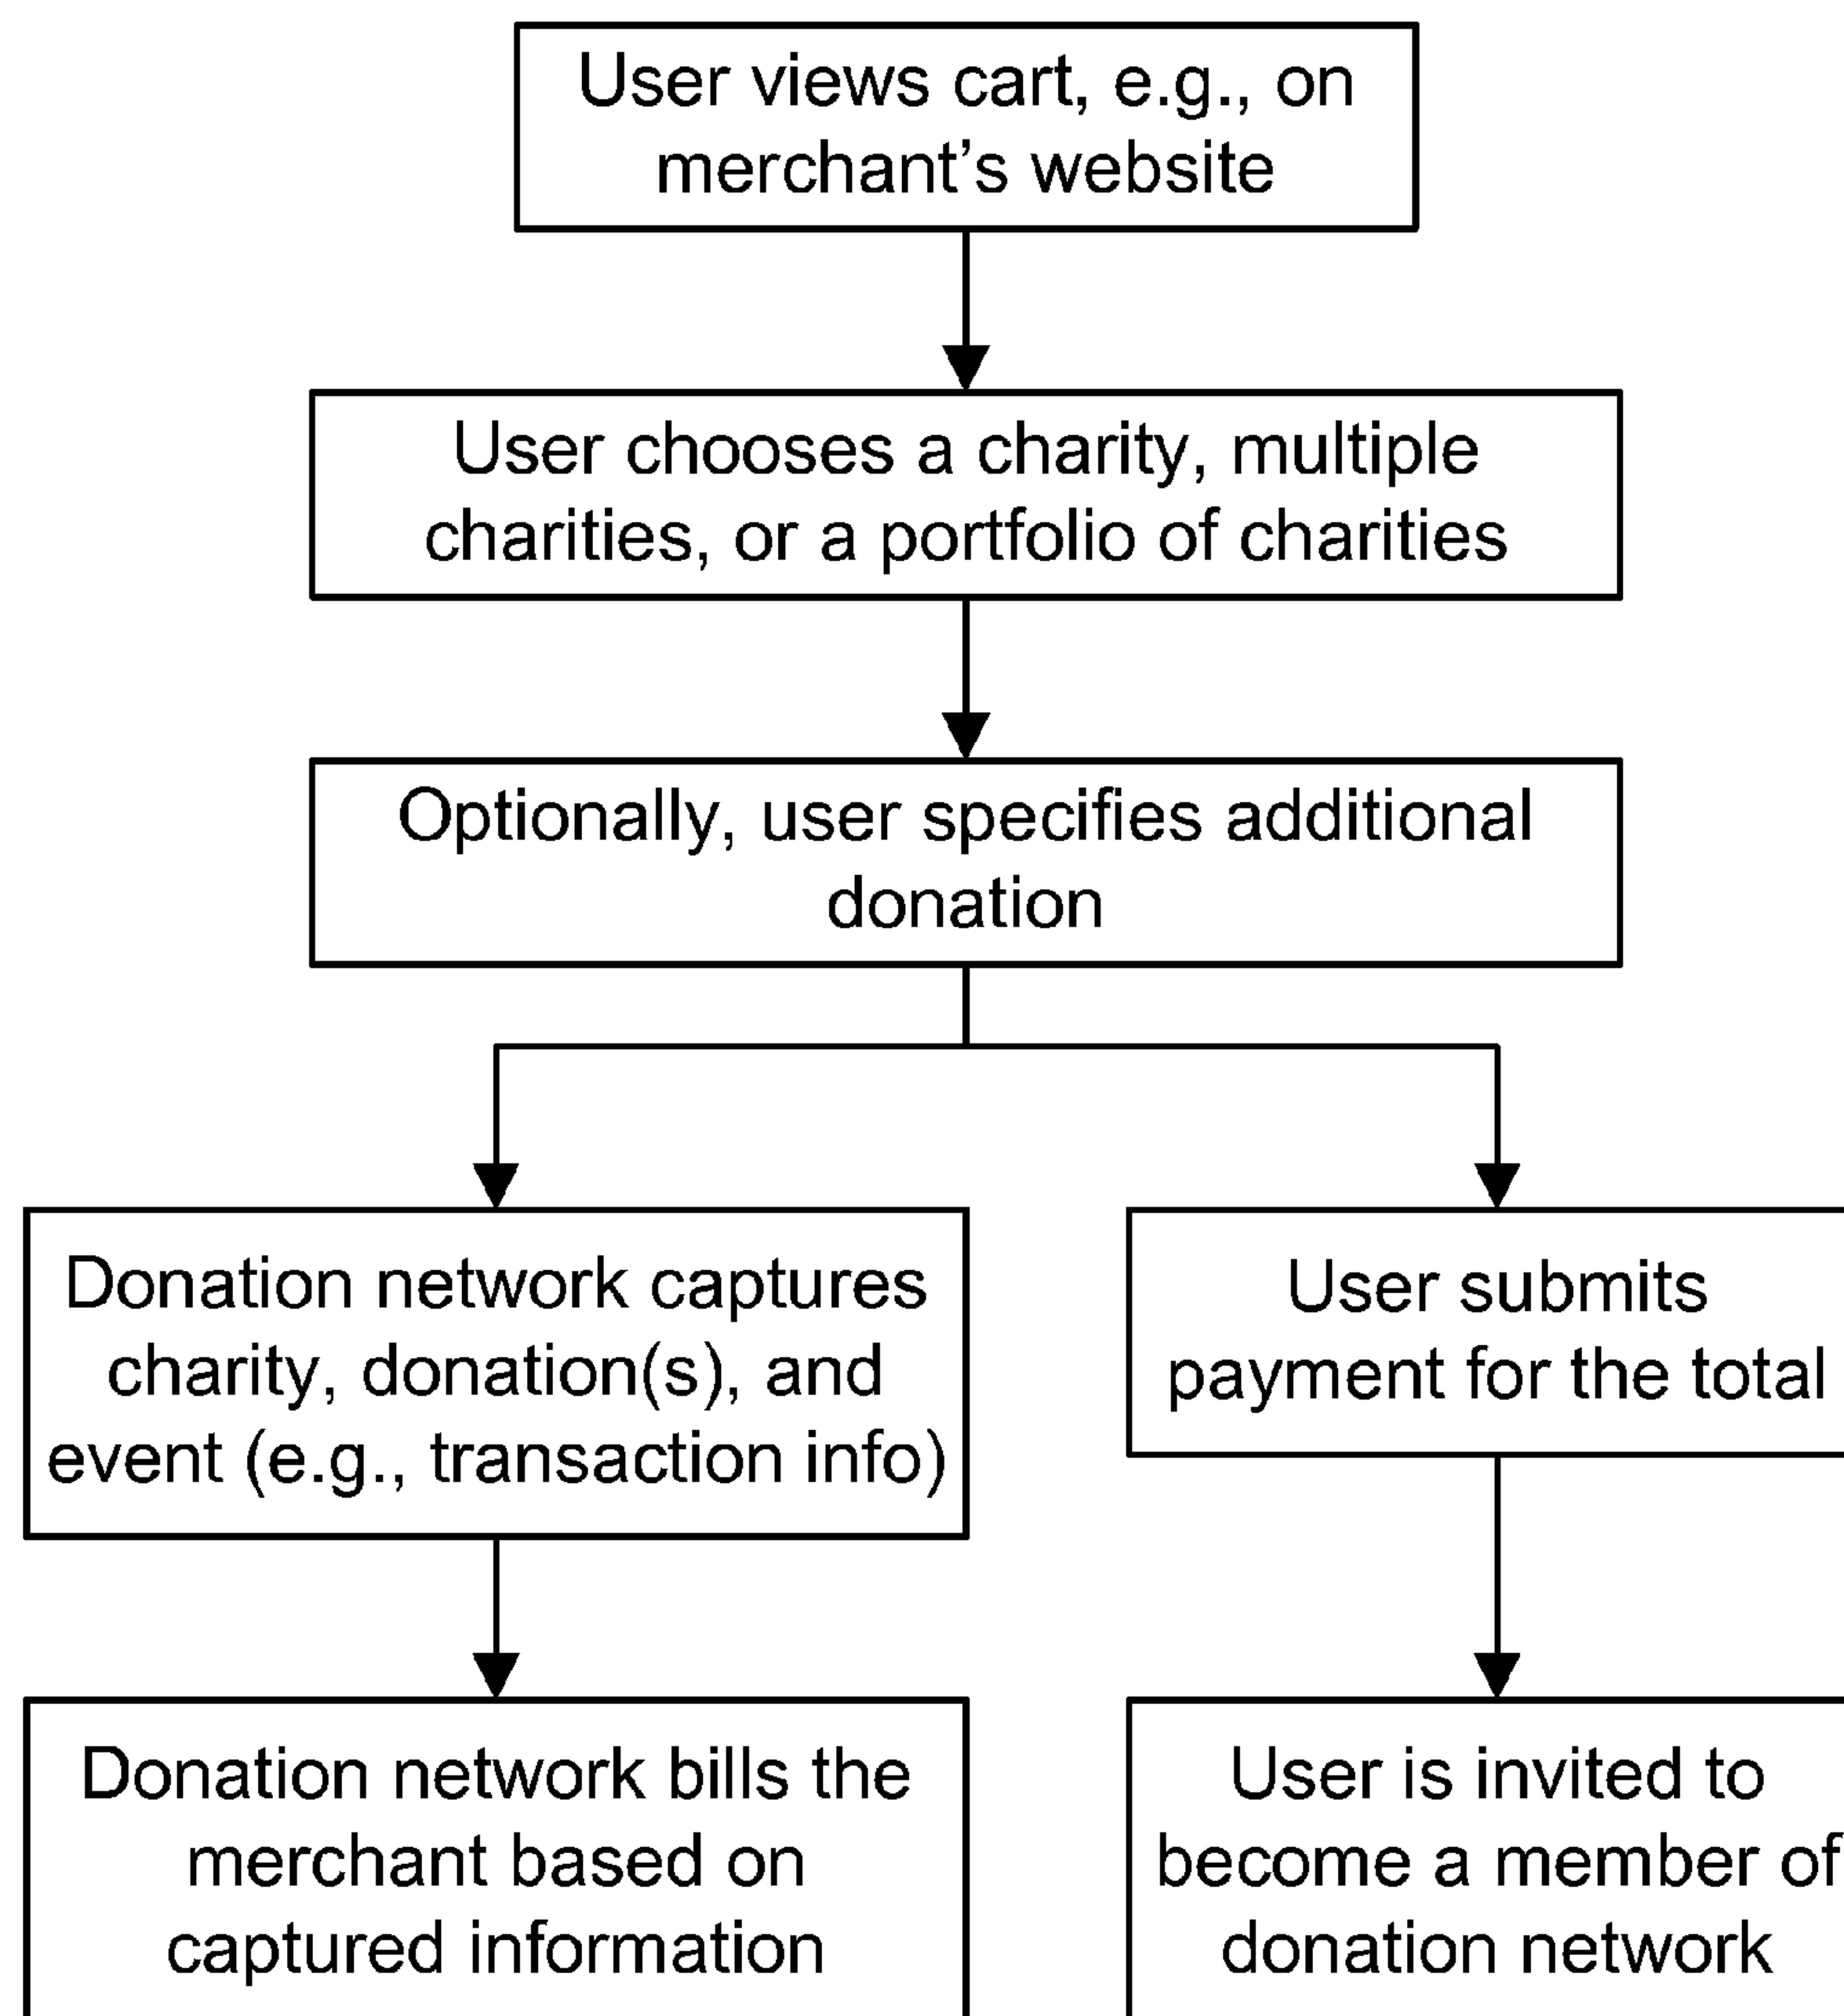 User views cart, e.g., on
merchant's website
User chooses a charity, multiple
charities, or a portfolio of charities
Optionally, user specifies additional
donation
Donation network captures
charity, donation(s), and
event (e.g., transaction info)
User submits
payment for the total
Donation network bills the
merchant based on
captured information
User is invited to
become a member of
donation network